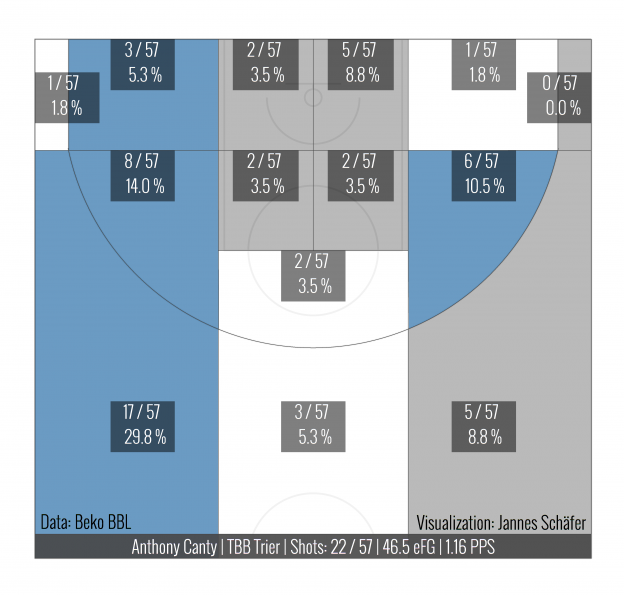 3 / 57
5.3 %
2 / 57
3.5 %
5 / 57
8.8 %
1 / 57
1.8 %
1 / 57
1.8 %
0 / 57
0.0 %
8 / 57
14.0 %
2 / 57
3.5 %
2 / 57
3.5 %
6 / 57
10.5 %
2 / 57
3.5 %
17 / 57
29.8 %
3 / 57
5.3 %
5 / 57
8.8 %
Data: Beko BBL
Visualization: Jannes Schäfer
Anthony Canty | TBB Trier | Shots: 22 / 57 | 46.5 eFG | 1.16 PPS